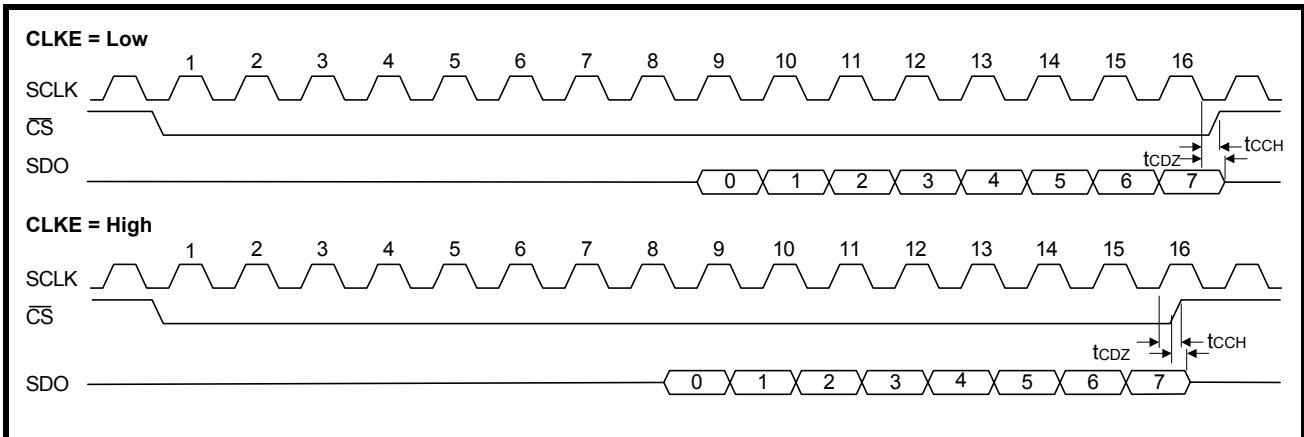 CLKE = Low
1 2 3 4 5 6 7 8 9 10 11 12 13 14 15 16
SCLK
CS
tCCH
SDO
tCDZ
0 1 2 3 4 5 6 7
CLKE = High
1 2 3 4 5 6 7 8 9 10 11 12 13 14 15 16
SCLK
CS
tCCH
tCDZ
SDO
0 1 2 3 4 5 6 7